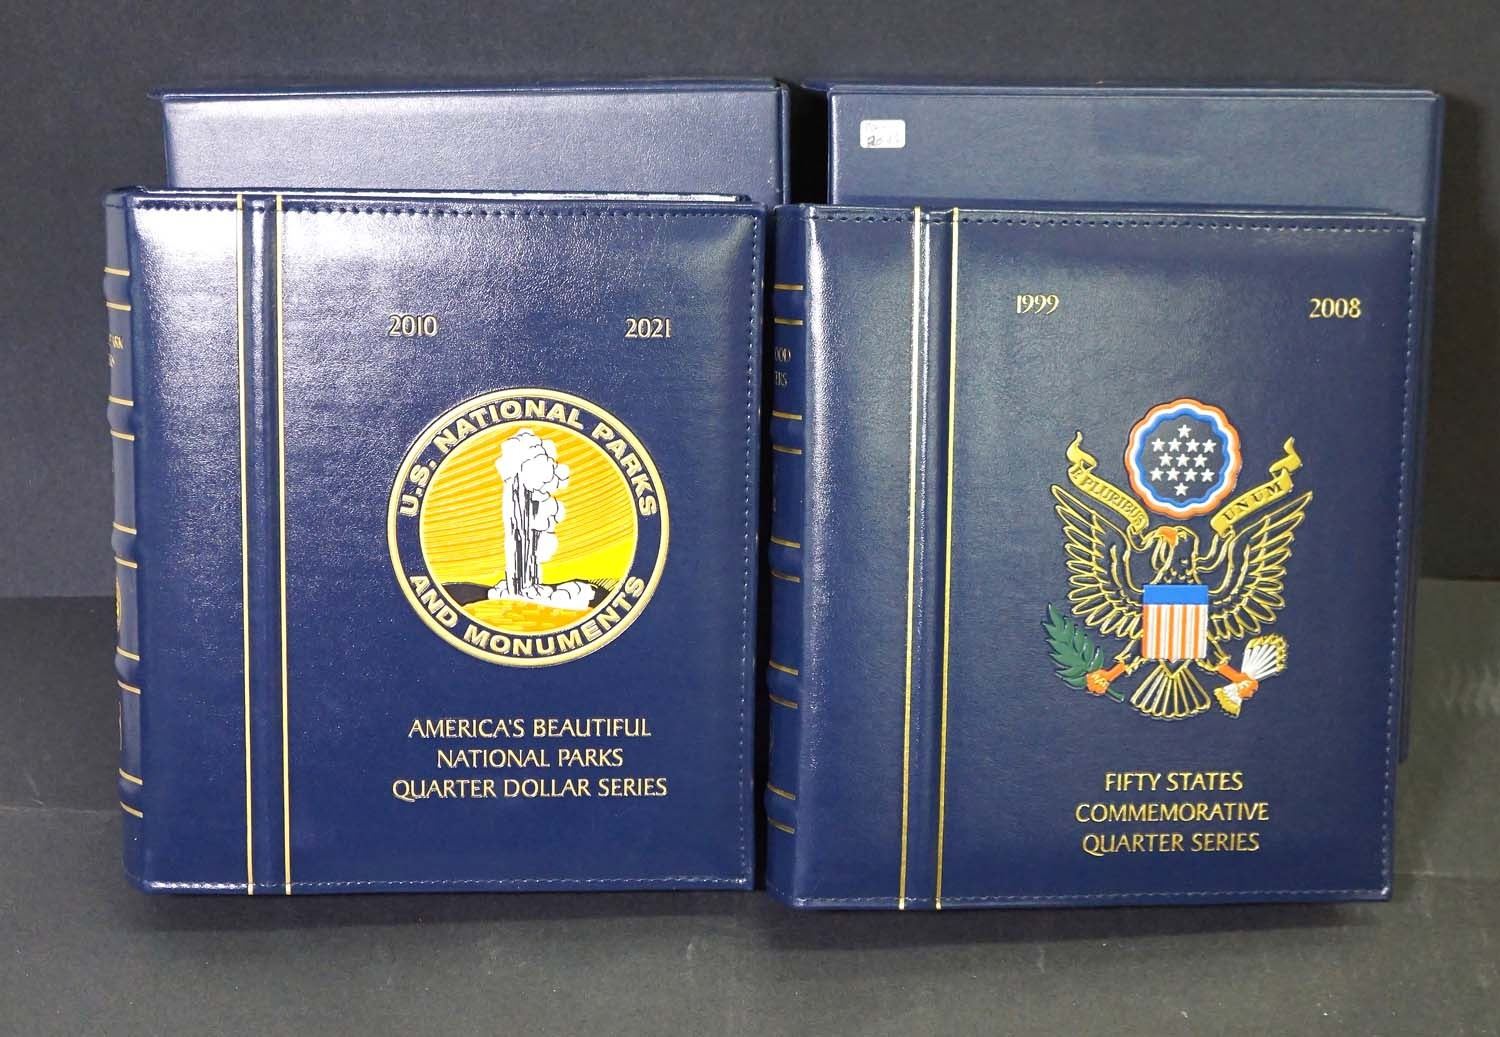 2010 2021
U.S. NATIONAL PARKS
AND MONUMENTS
AMERICA'S BEAUTIFUL
NATIONAL PARKS
QUARTER DOLLAR SERIES
1999 2008
E PLURIBUS UNUM
FIFTY STATES
COMMEMORATIVE
QUARTER SERIES